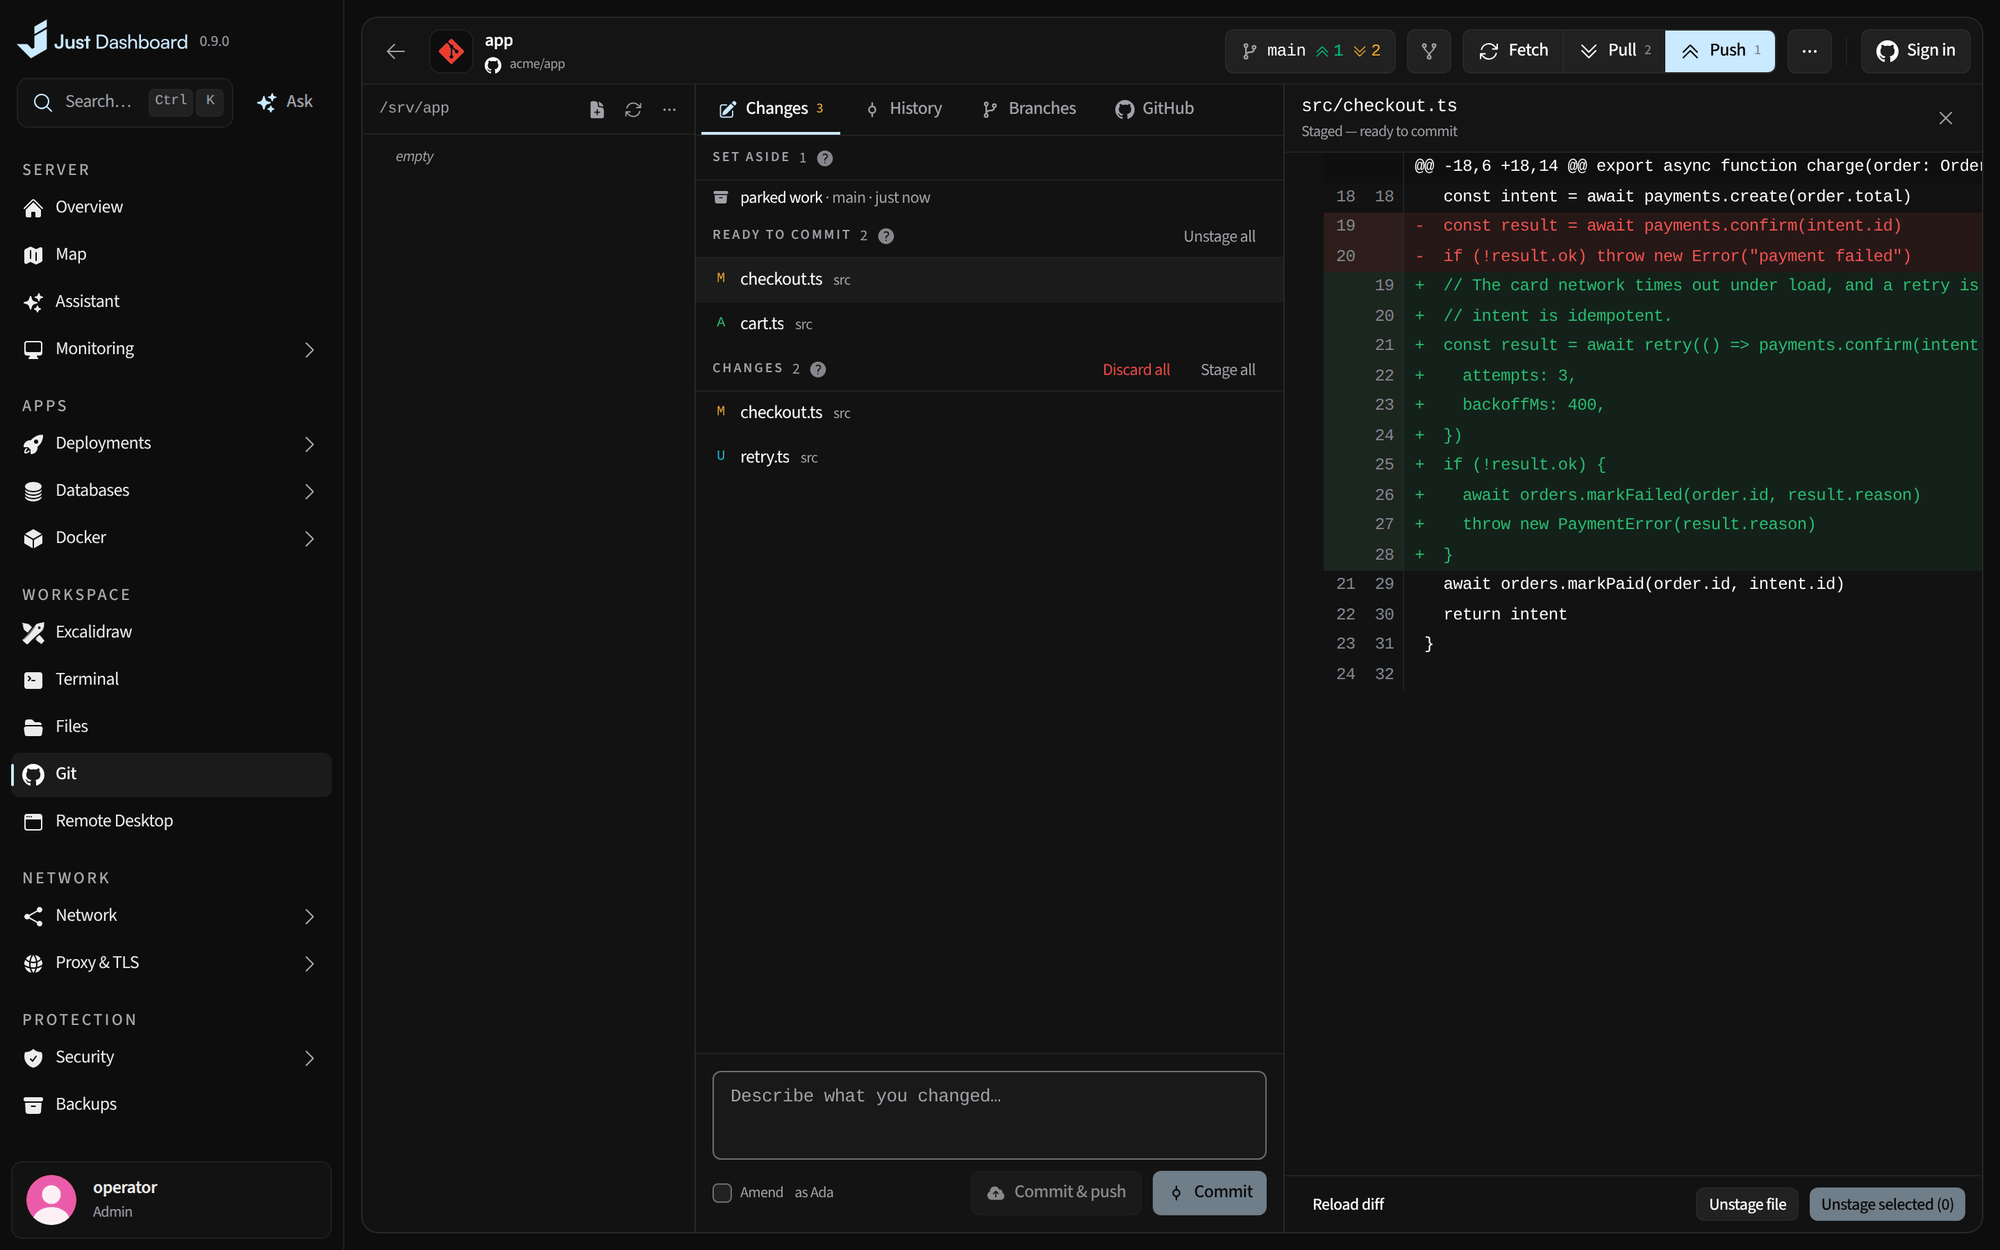 Just Dashboard 0.9.0
Search… Ctrl K
Ask
SERVER
Overview
Map
Assistant
Monitoring
APPS
Deployments
Databases
Docker
WORKSPACE
Excalidraw
Terminal
Files
Git
Remote Desktop
NETWORK
Network
Proxy & TLS
PROTECTION
Security
Backups
operator
Admin
app
acme/app
main 1 2
Fetch
Pull 2
Push 1
Sign in
/srv/app
empty
Changes 3
History
Branches
GitHub
SET ASIDE 1 ?
parked work · main · just now
READY TO COMMIT 2 ?
Unstage all
M checkout.ts src
A cart.ts src
CHANGES 2 ?
Discard all
Stage all
M checkout.ts src
U retry.ts src
Describe what you changed…
Amend as Ada
Commit & push
Commit
src/checkout.ts
Staged — ready to commit
@@ -18,6 +18,14 @@ export async function charge(order: Order
18 18 const intent = await payments.create(order.total)
19 - const result = await payments.confirm(intent.id)
20 - if (!result.ok) throw new Error("payment failed")
19 + // The card network times out under load, and a retry is
20 + // intent is idempotent.
21 + const result = await retry(() => payments.confirm(intent
22 + attempts: 3,
23 + backoffMs: 400,
24 + })
25 + if (!result.ok) {
26 + await orders.markFailed(order.id, result.reason)
27 + throw new PaymentError(result.reason)
28 + }
21 29 await orders.markPaid(order.id, intent.id)
22 30 return intent
23 31 }
24 32
Reload diff
Unstage file
Unstage selected (0)